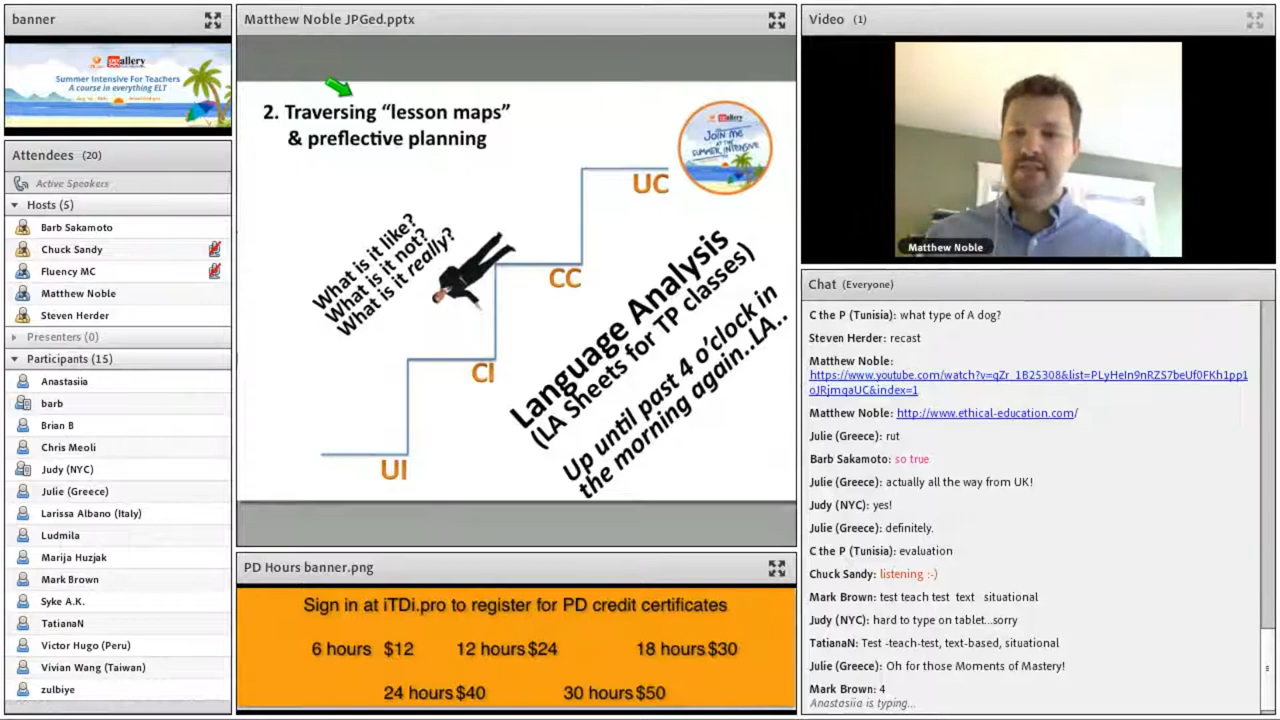 banner
allery
Summer Intensive For Teachers
A course in everything ELT
Attendees (20)
Active Speakers
Hosts (5)
Barb Sakamoto
Chuck Sandy
Fluency MC
Matthew Noble
Steven Herder
Presenters (0)
Participants (15)
Anastasiia
barb
Brian B
Chris Meoli
Judy (NYC)
Julie (Greece)
Larissa Albano (Italy)
Ludmila
Marija Huzjak
Mark Brown
Syke A.K.
TatianaN
Victor Hugo (Peru)
Vivian Wang (Taiwan)
zulbiye
Matthew Noble JPGed.pptx
2. Traversing “lesson maps”
& preflective planning
allery
JOIN ME
AT THE
SUMMER INTENSIVE
UC
CC
CI
UI
What is it like?
What is it not?
What is it really?
Language Analysis
(LA Sheets for TP classes)
Up until past 4 o’clock in
the morning again..LA..
PD Hours banner.png
Sign in at iTDi.pro to register for PD credit certificates
6 hours $12 12 hours $24 18 hours $30
24 hours $40 30 hours $50
Video (1)
Matthew Noble
Chat (Everyone)
C the P (Tunisia): what type of A dog?
Steven Herder: recast
Matthew Noble:
https://www.youtube.com/watch?v=qZr_1B25308&list=PLyHeIn9nRZS7beUf0FKh1pp1
oJRjmqaUC&index=1
Matthew Noble: http://www.ethical-education.com/
Julie (Greece): rut
Barb Sakamoto: so true
Julie (Greece): actually all the way from UK!
Judy (NYC): yes!
Julie (Greece): definitely.
C the P (Tunisia): evaluation
Chuck Sandy: listening :-)
Mark Brown: test teach test text situational
Judy (NYC): hard to type on tablet...sorry
TatianaN: Test -teach-test, text-based, situational
Julie (Greece): Oh for those Moments of Mastery!
Mark Brown: 4
Anastasiia is typing...